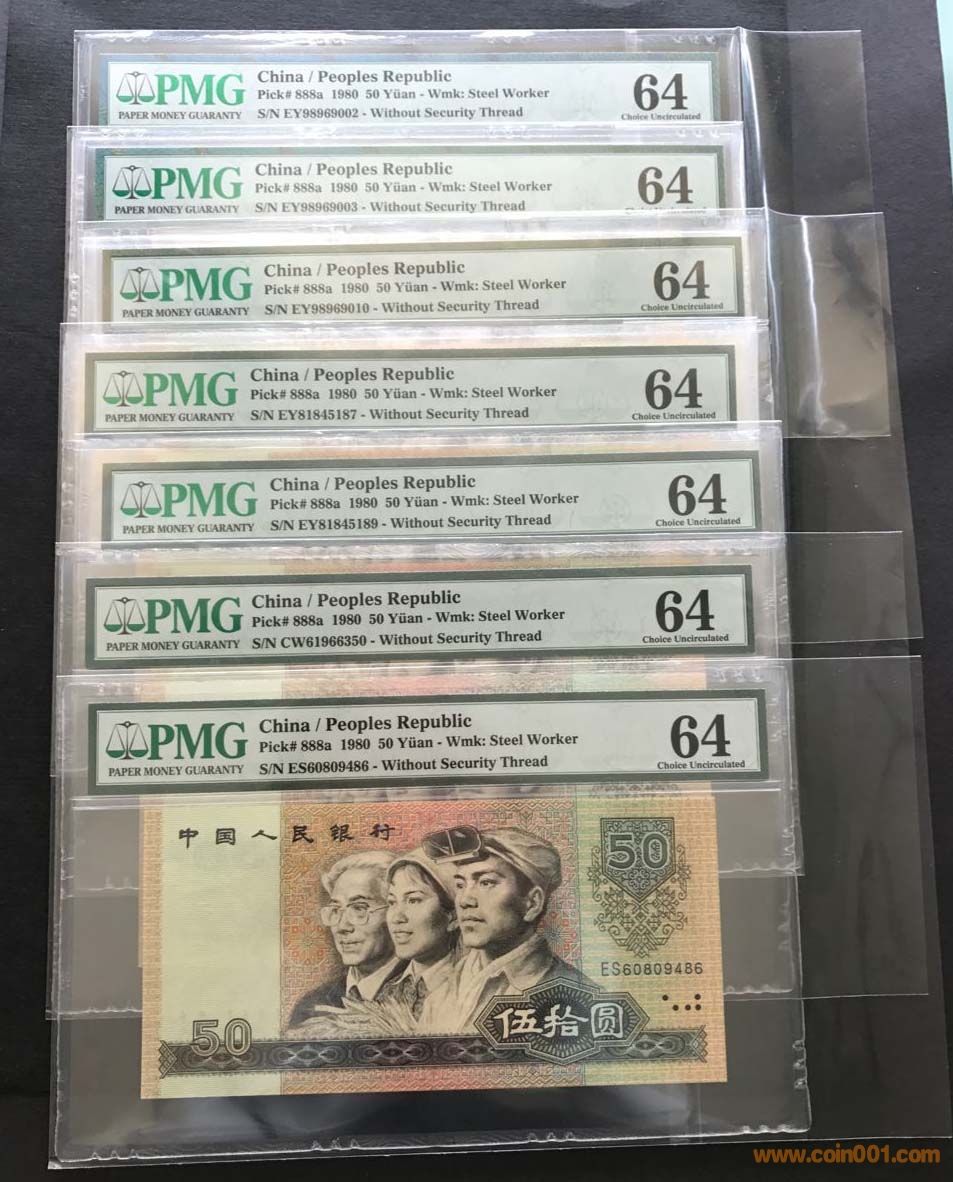 PMG
PAPER MONEY GUARANTY
China / Peoples Republic
Pick# 888a 1980 50 Yüan - Wmk: Steel Worker
S/N EY98969002 - Without Security Thread
64
Choice Uncirculated
PMG
PAPER MONEY GUARANTY
China / Peoples Republic
Pick# 888a 1980 50 Yüan - Wmk: Steel Worker
S/N EY98969003 - Without Security Thread
64
PMG
PAPER MONEY GUARANTY
China / Peoples Republic
Pick# 888a 1980 50 Yüan - Wmk: Steel Worker
S/N EY98969010 - Without Security Thread
64
Choice Uncirculated
PMG
PAPER MONEY GUARANTY
China / Peoples Republic
Pick# 888a 1980 50 Yüan - Wmk: Steel Worker
S/N EY81845187 - Without Security Thread
64
Choice Uncirculated
PMG
PAPER MONEY GUARANTY
China / Peoples Republic
Pick# 888a 1980 50 Yüan - Wmk: Steel Worker
S/N EY81845189 - Without Security Thread
64
Choice Uncirculated
PMG
PAPER MONEY GUARANTY
China / Peoples Republic
Pick# 888a 1980 50 Yüan - Wmk: Steel Worker
S/N CW61966350 - Without Security Thread
64
Choice Uncirculated
PMG
PAPER MONEY GUARANTY
China / Peoples Republic
Pick# 888a 1980 50 Yüan - Wmk: Steel Worker
S/N ES60809486 - Without Security Thread
64
Choice Uncirculated
中国人民银行
50
ES60809486
伍拾圆
50
www.coin001.com